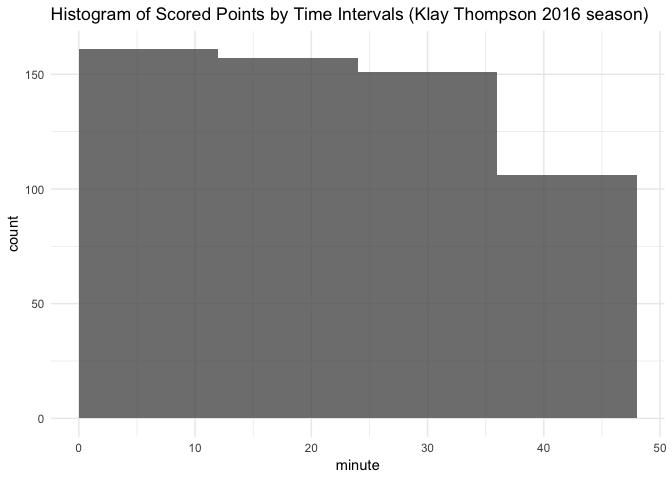 Histogram of Scored Points by Time Intervals (Klay Thompson 2016 season)
150
100
50
0
count
0 10 20 30 40 50
minute